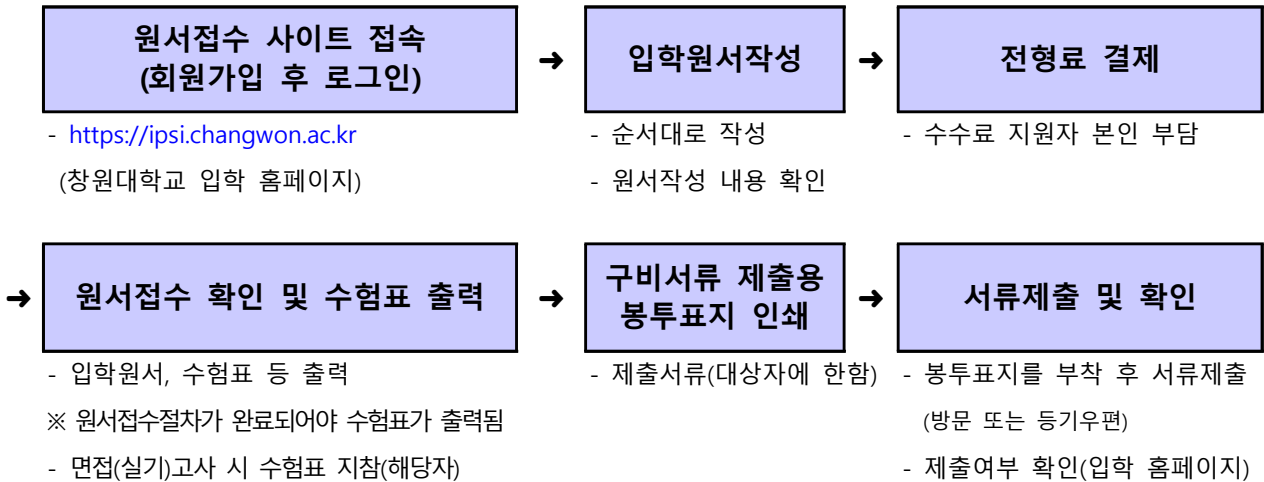 원서접수 사이트 접속
(회원가입 후 로그인)
➜
입학원서작성
➜
전형료 결제
- https://ipsi.changwon.ac.kr
(창원대학교 입학 홈페이지)
- 순서대로 작성
- 원서작성 내용 확인
- 수수료 지원자 본인 부담
➜
원서접수 확인 및 수험표 출력
➜
구비서류 제출용
봉투표지 인쇄
➜
서류제출 및 확인
- 입학원서, 수험표 등 출력
※ 원서접수절차가 완료되어야 수험표가 출력됨
- 면접(실기)고사 시 수험표 지참(해당자)
- 제출서류(대상자에 한함)
- 봉투표지를 부착 후 서류제출
(방문 또는 등기우편)
- 제출여부 확인(입학 홈페이지)